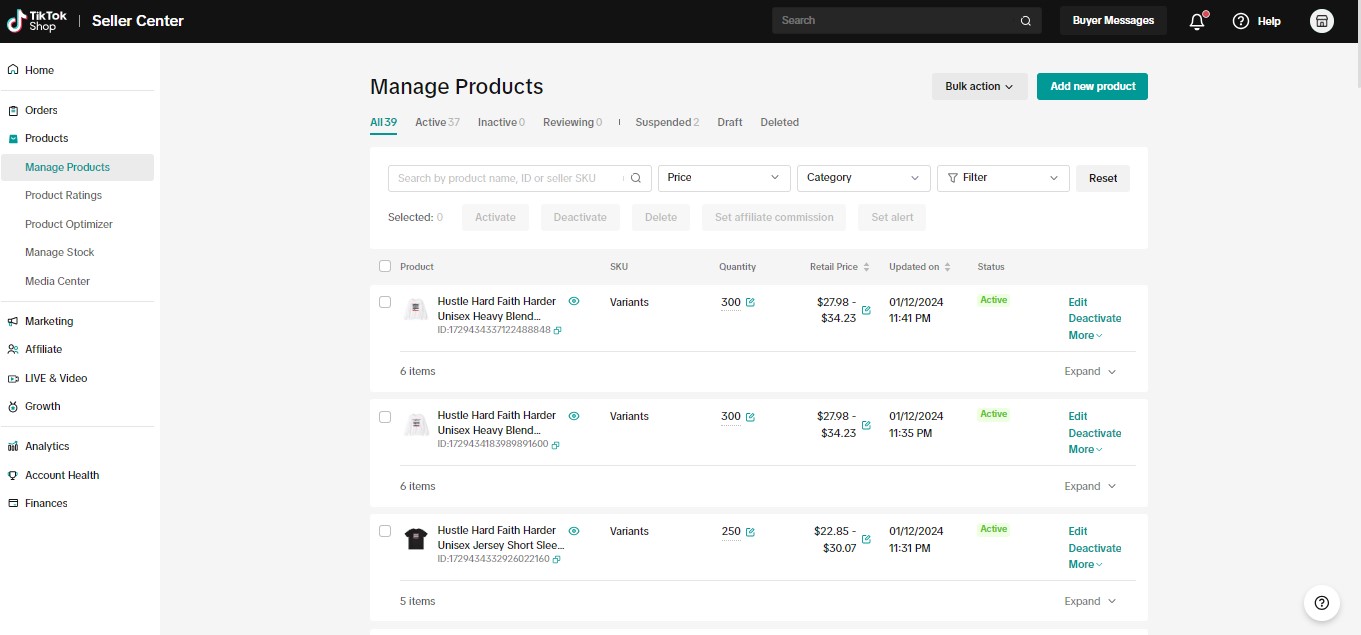 TikTok Shop | Seller Center
Search
Buyer Messages
Help
Home
Orders
Products
Manage Products
Product Ratings
Product Optimizer
Manage Stock
Media Center
Marketing
Affiliate
LIVE & Video
Growth
Analytics
Account Health
Finances
Manage Products
Bulk action
Add new product
All 39 Active 37 Inactive 0 Reviewing 0 Suspended 2 Draft Deleted
Search by product name, ID or seller SKU
Price
Category
Filter
Reset
Selected: 0 Activate Deactivate Delete Set affiliate commission Set alert
Product SKU Quantity Retail Price Updated on Status
Hustle Hard Faith Harder Variants 300 $27.98 - 01/12/2024 Active Edit
Unisex Heavy Blend... $34.23 11:41 PM Deactivate
ID:1729434337122488848 More
6 items Expand
Hustle Hard Faith Harder Variants 300 $27.98 - 01/12/2024 Active Edit
Unisex Heavy Blend... $34.23 11:35 PM Deactivate
ID:1729434183989891600 More
6 items Expand
Hustle Hard Faith Harder Variants 250 $22.85 - 01/12/2024 Active Edit
Unisex Jersey Short Slee... $30.07 11:31 PM Deactivate
ID:1729434332926022160 More
5 items Expand